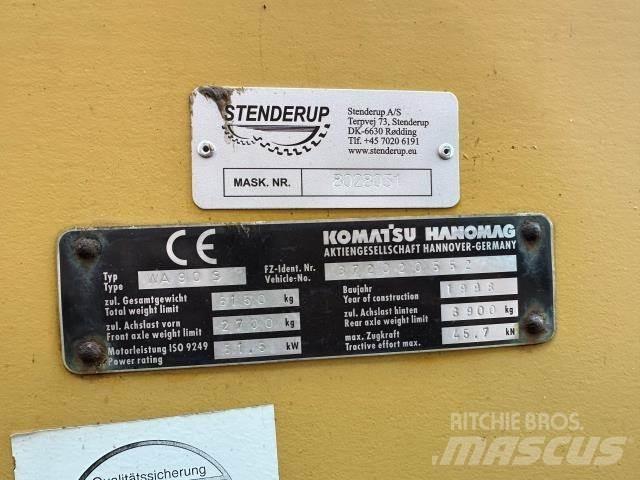 STENDERUP
Stenderup A/S
Terpvej 73, Stenderup
DK-6630 Rødding
Tlf. +45 7020 6191
www.stenderup.eu
MASK. NR. 8028051
CE
KOMATSU HANOMAG
AKTIENGESELLSCHAFT HANNOVER-GERMANY
Typ
Type
FZ-Ident. Nr.
Vehicle-No.
zul. Gesamtgewicht
Total weight limit
6150 kg
Baujahr
Year of construction
1998
zul. Achslast vorn
Front axle weight limit
2700 kg
zul. Achslast hinten
Rear axle weight limit
3900 kg
Motorleistung ISO 9249
Power rating
kW
max. Zugkraft
Tractive effort max.
45.7 kN
Qualitätssicherung
RITCHIE BROS.
MASCUS